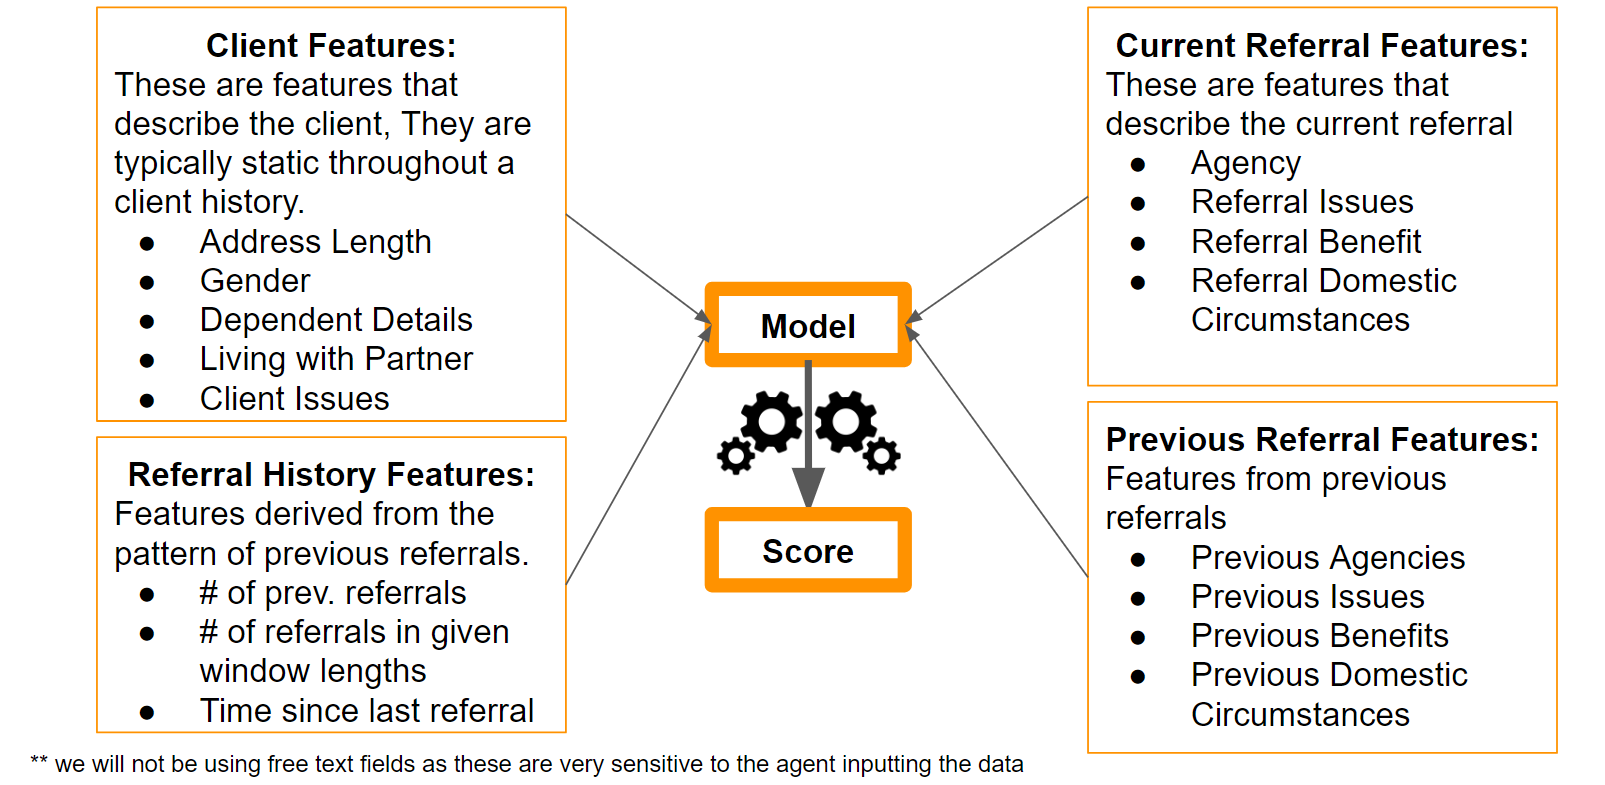 Client Features:
These are features that
describe the client, They are
typically static throughout a
client history.
● Address Length
● Gender
● Dependent Details
● Living with Partner
● Client Issues
Referral History Features:
Features derived from the
pattern of previous referrals.
● # of prev. referrals
● # of referrals in given
window lengths
● Time since last referral
Model
Score
Current Referral Features:
These are features that
describe the current referral
● Agency
● Referral Issues
● Referral Benefit
● Referral Domestic
Circumstances
Previous Referral Features:
Features from previous
referrals
● Previous Agencies
● Previous Issues
● Previous Benefits
● Previous Domestic
Circumstances
** we will not be using free text fields as these are very sensitive to the agent inputting the data